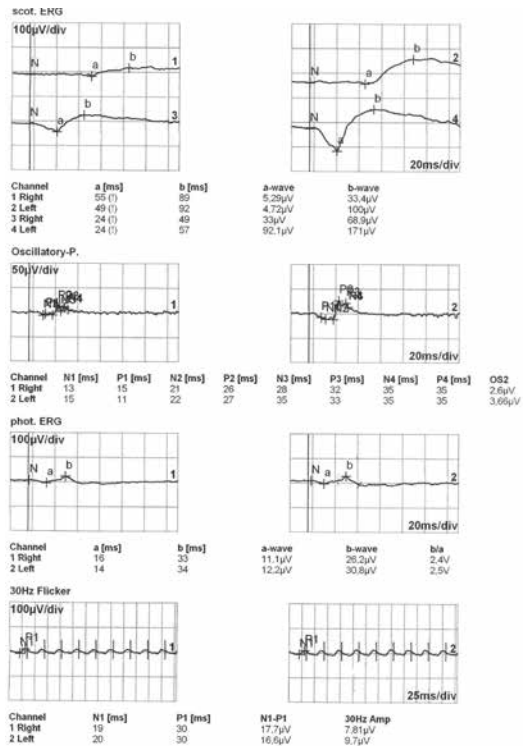 scot. ERG
100µV/div
N a b 1
N a b 2
N a b 3
N a b 4
20ms/div
Channel a [ms] b [ms] a-wave b-wave
1 Right 55 (!) 89 5,29µV 33,4µV
2 Left 49 (!) 92 4,72µV 100µV
3 Right 24 (!) 49 33µV 68,9µV
4 Left 24 (!) 57 92,1µV 171µV
Oscillatory-P.
50µV/div
1
2
20ms/div
Channel N1 [ms] P1 [ms] N2 [ms] P2 [ms] N3 [ms] P3 [ms] N4 [ms] P4 [ms] OS2
1 Right 13 15 21 26 28 32 35 35 2,6µV
2 Left 15 11 22 27 35 33 35 35 3,66µV
phot. ERG
100µV/div
N a b 1
N a b 2
20ms/div
Channel a [ms] b [ms] a-wave b-wave b/a
1 Right 16 33 11,1µV 26,2µV 2,4V
2 Left 14 34 12,2µV 30,8µV 2,5V
30Hz Flicker
100µV/div
P1 1
P1 2
25ms/div
Channel N1 [ms] P1 [ms] N1-P1 30Hz Amp
1 Right 19 30 17,7µV 7,81µV
2 Left 20 30 16,6µV 9,7µV